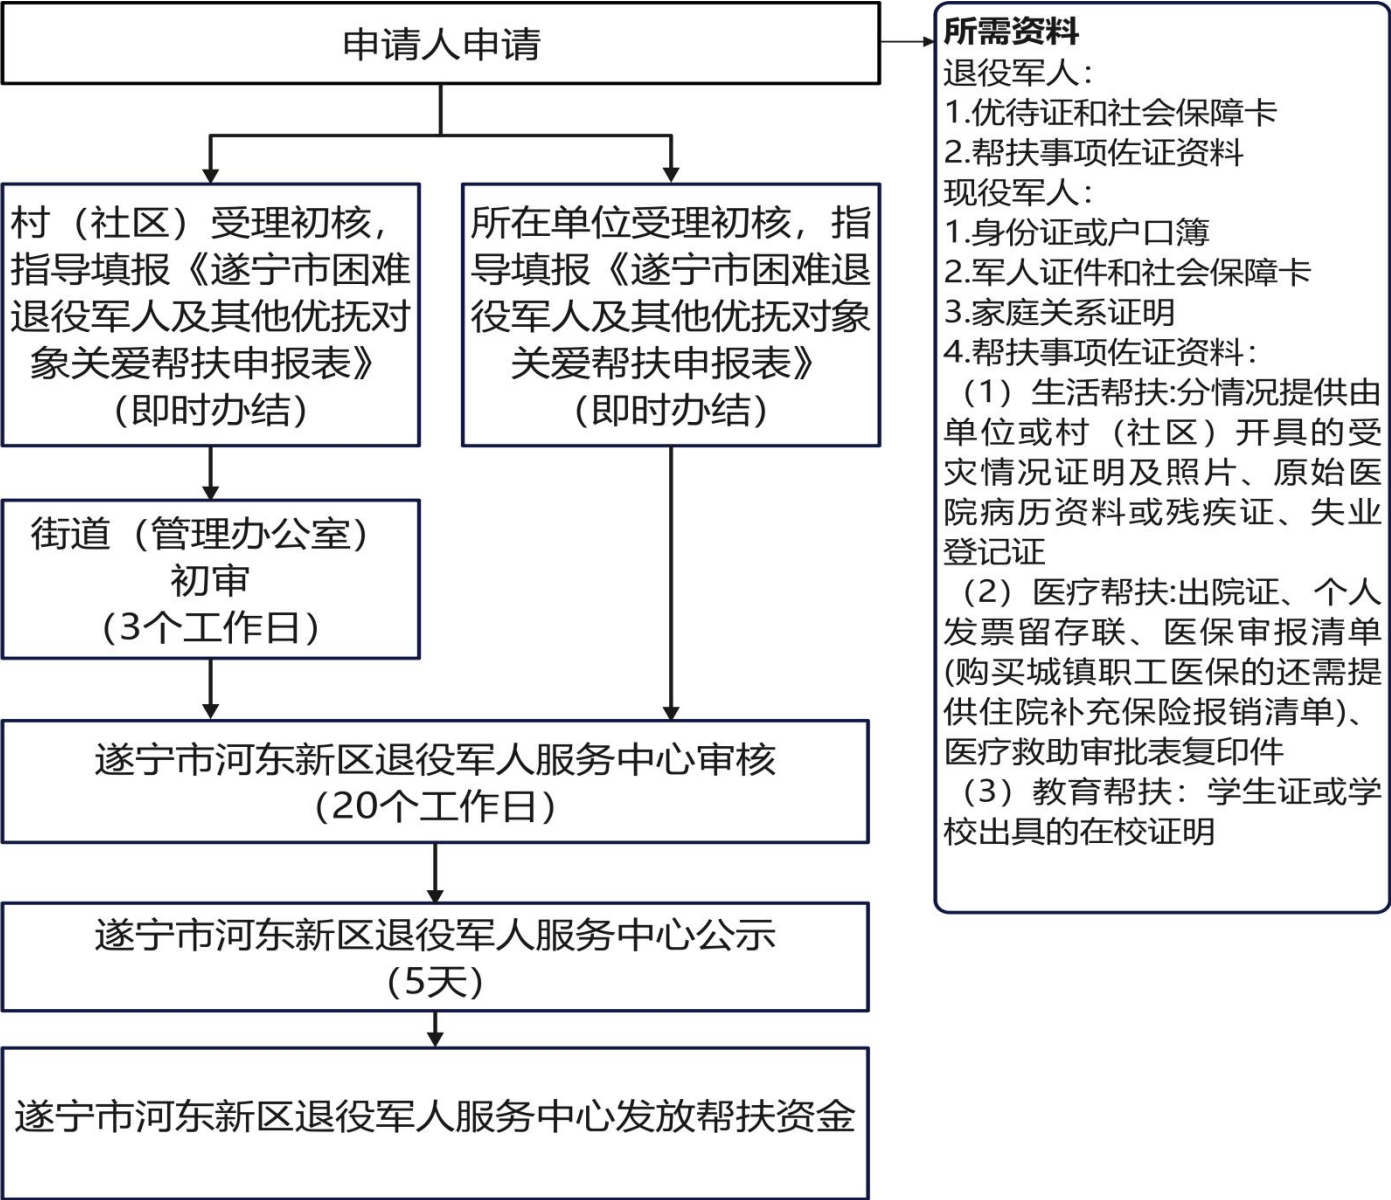 申请人申请
村（社区）受理初核，
指导填报《遂宁市困难
退役军人及其他优抚对
象关爱帮扶申报表》
（即时办结）
所在单位受理初核，指
导填报《遂宁市困难退
役军人及其他优抚对象
关爱帮扶申报表》
（即时办结）
街道（管理办公室）
初审
（3个工作日）
遂宁市河东新区退役军人服务中心审核
（20个工作日）
遂宁市河东新区退役军人服务中心公示
（5天）
遂宁市河东新区退役军人服务中心发放帮扶资金
所需资料
退役军人：
1.优待证和社会保障卡
2.帮扶事项佐证资料
现役军人：
1.身份证或户口簿
2.军人证件和社会保障卡
3.家庭关系证明
4.帮扶事项佐证资料：
（1）生活帮扶:分情况提供由
单位或村（社区）开具的受
灾情况证明及照片、原始医
院病历资料或残疾证、失业
登记证
（2）医疗帮扶:出院证、个人
发票留存联、医保审报清单
(购买城镇职工医保的还需提
供住院补充保险报销清单)、
医疗救助审批表复印件
（3）教育帮扶：学生证或学
校出具的在校证明